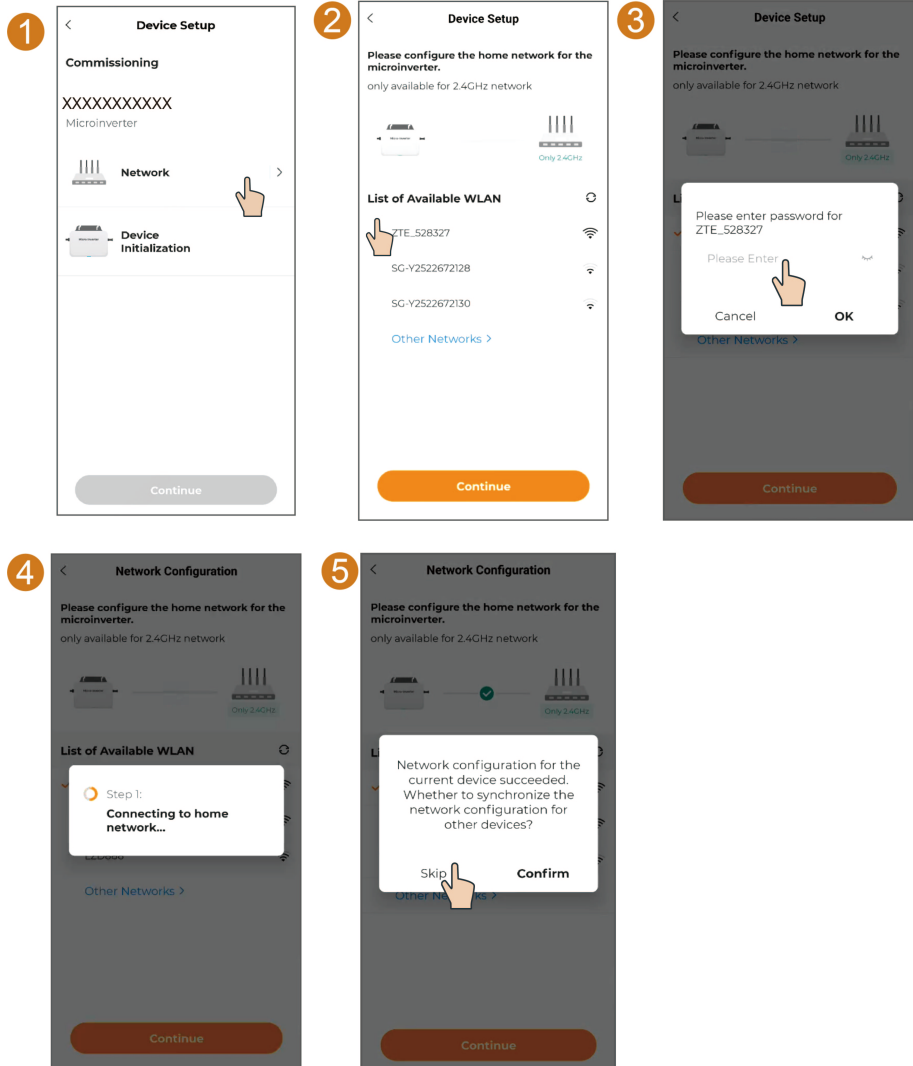 1
Device Setup
Commissioning
XXXXXXXXXXX
Microinverter
Network
Device
Initialization
Continue
2
Device Setup
Please configure the home network for the
microinverter.
only available for 2.4GHz network
Only 2.4GHz
List of Available WLAN
ZTE_528327
SG-Y2522672128
SG-Y2522672130
Other Networks >
Continue
3
Device Setup
Please configure the home network for the
microinverter.
only available for 2.4GHz network
Only 2.4GHz
Please enter password for
ZTE_528327
Please Enter
Cancel
OK
Other Networks >
Continue
4
Network Configuration
Please configure the home network for the
microinverter.
only available for 2.4GHz network
Only 2.4GHz
List of Available WLAN
Step 1:
Connecting to home
network...
Other Networks >
Continue
5
Network Configuration
Please configure the home network for the
microinverter.
only available for 2.4GHz network
Only 2.4GHz
Network configuration for the
current device succeeded.
Whether to synchronize the
network configuration for
other devices?
Skip
Confirm
Continue